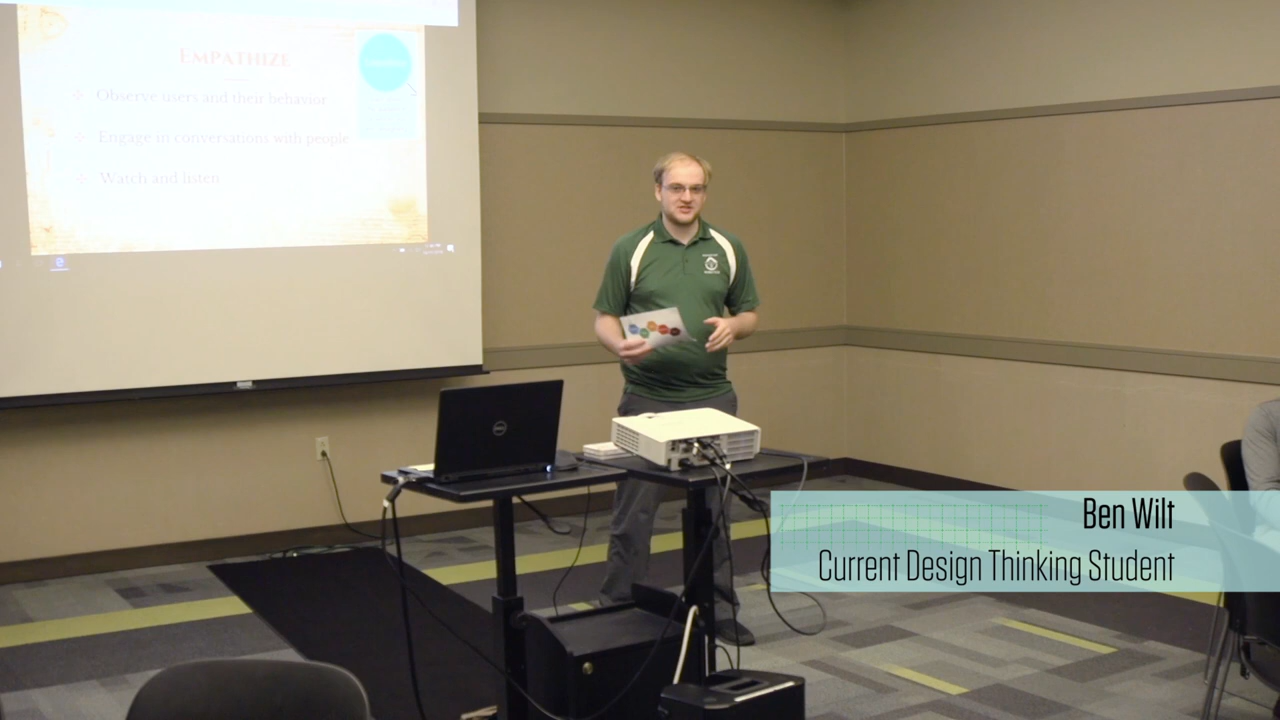 EMPATHIZE
Observe users and their behavior
Engage in conversations with people
Watch and listen
DELL
Ben Wilt
Current Design Thinking Student